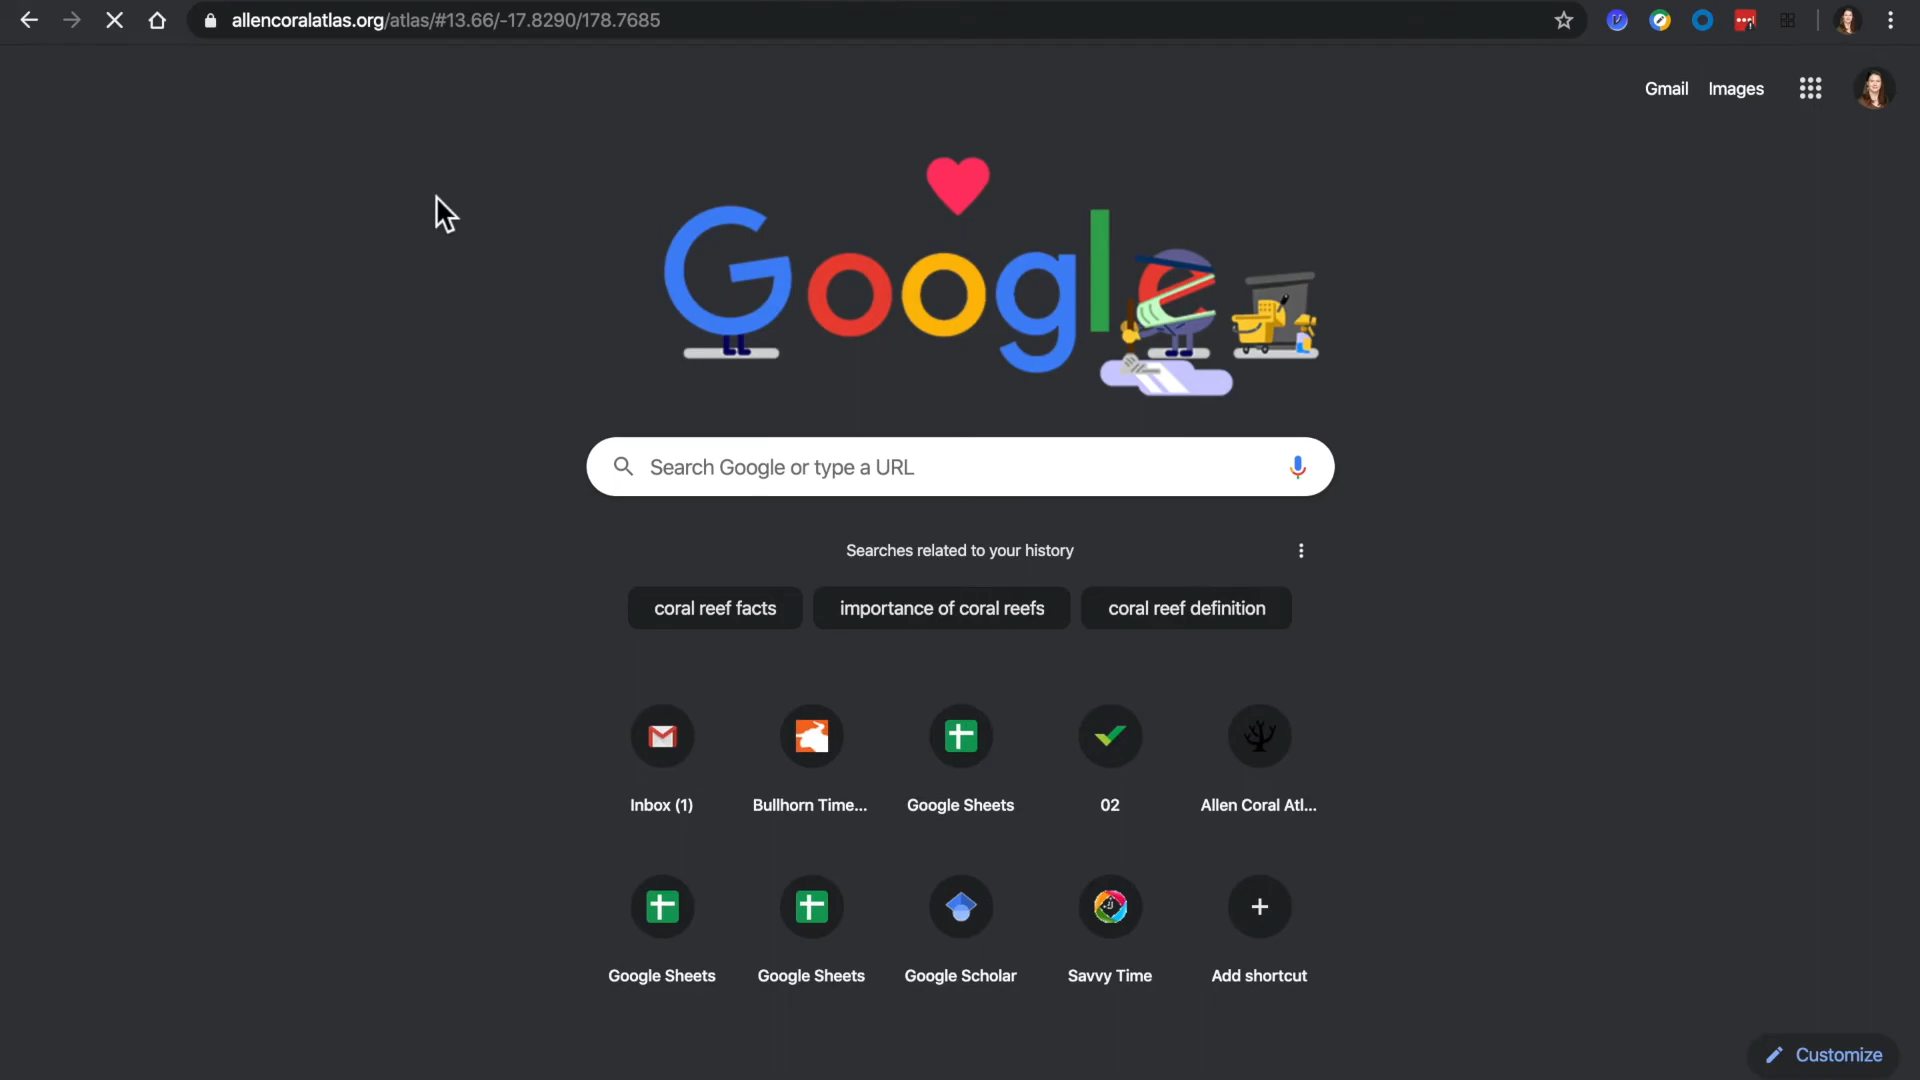 allencoralatlas.org/atlas/#13.66/-17.8290/178.7685
Gmail Images
Google
Search Google or type a URL
Searches related to your history
coral reef facts
importance of coral reefs
coral reef definition
Inbox (1)
Bullhorn Time...
Google Sheets
02
Allen Coral Atl...
Google Sheets
Google Sheets
Google Scholar
Savvy Time
Add shortcut
Customize